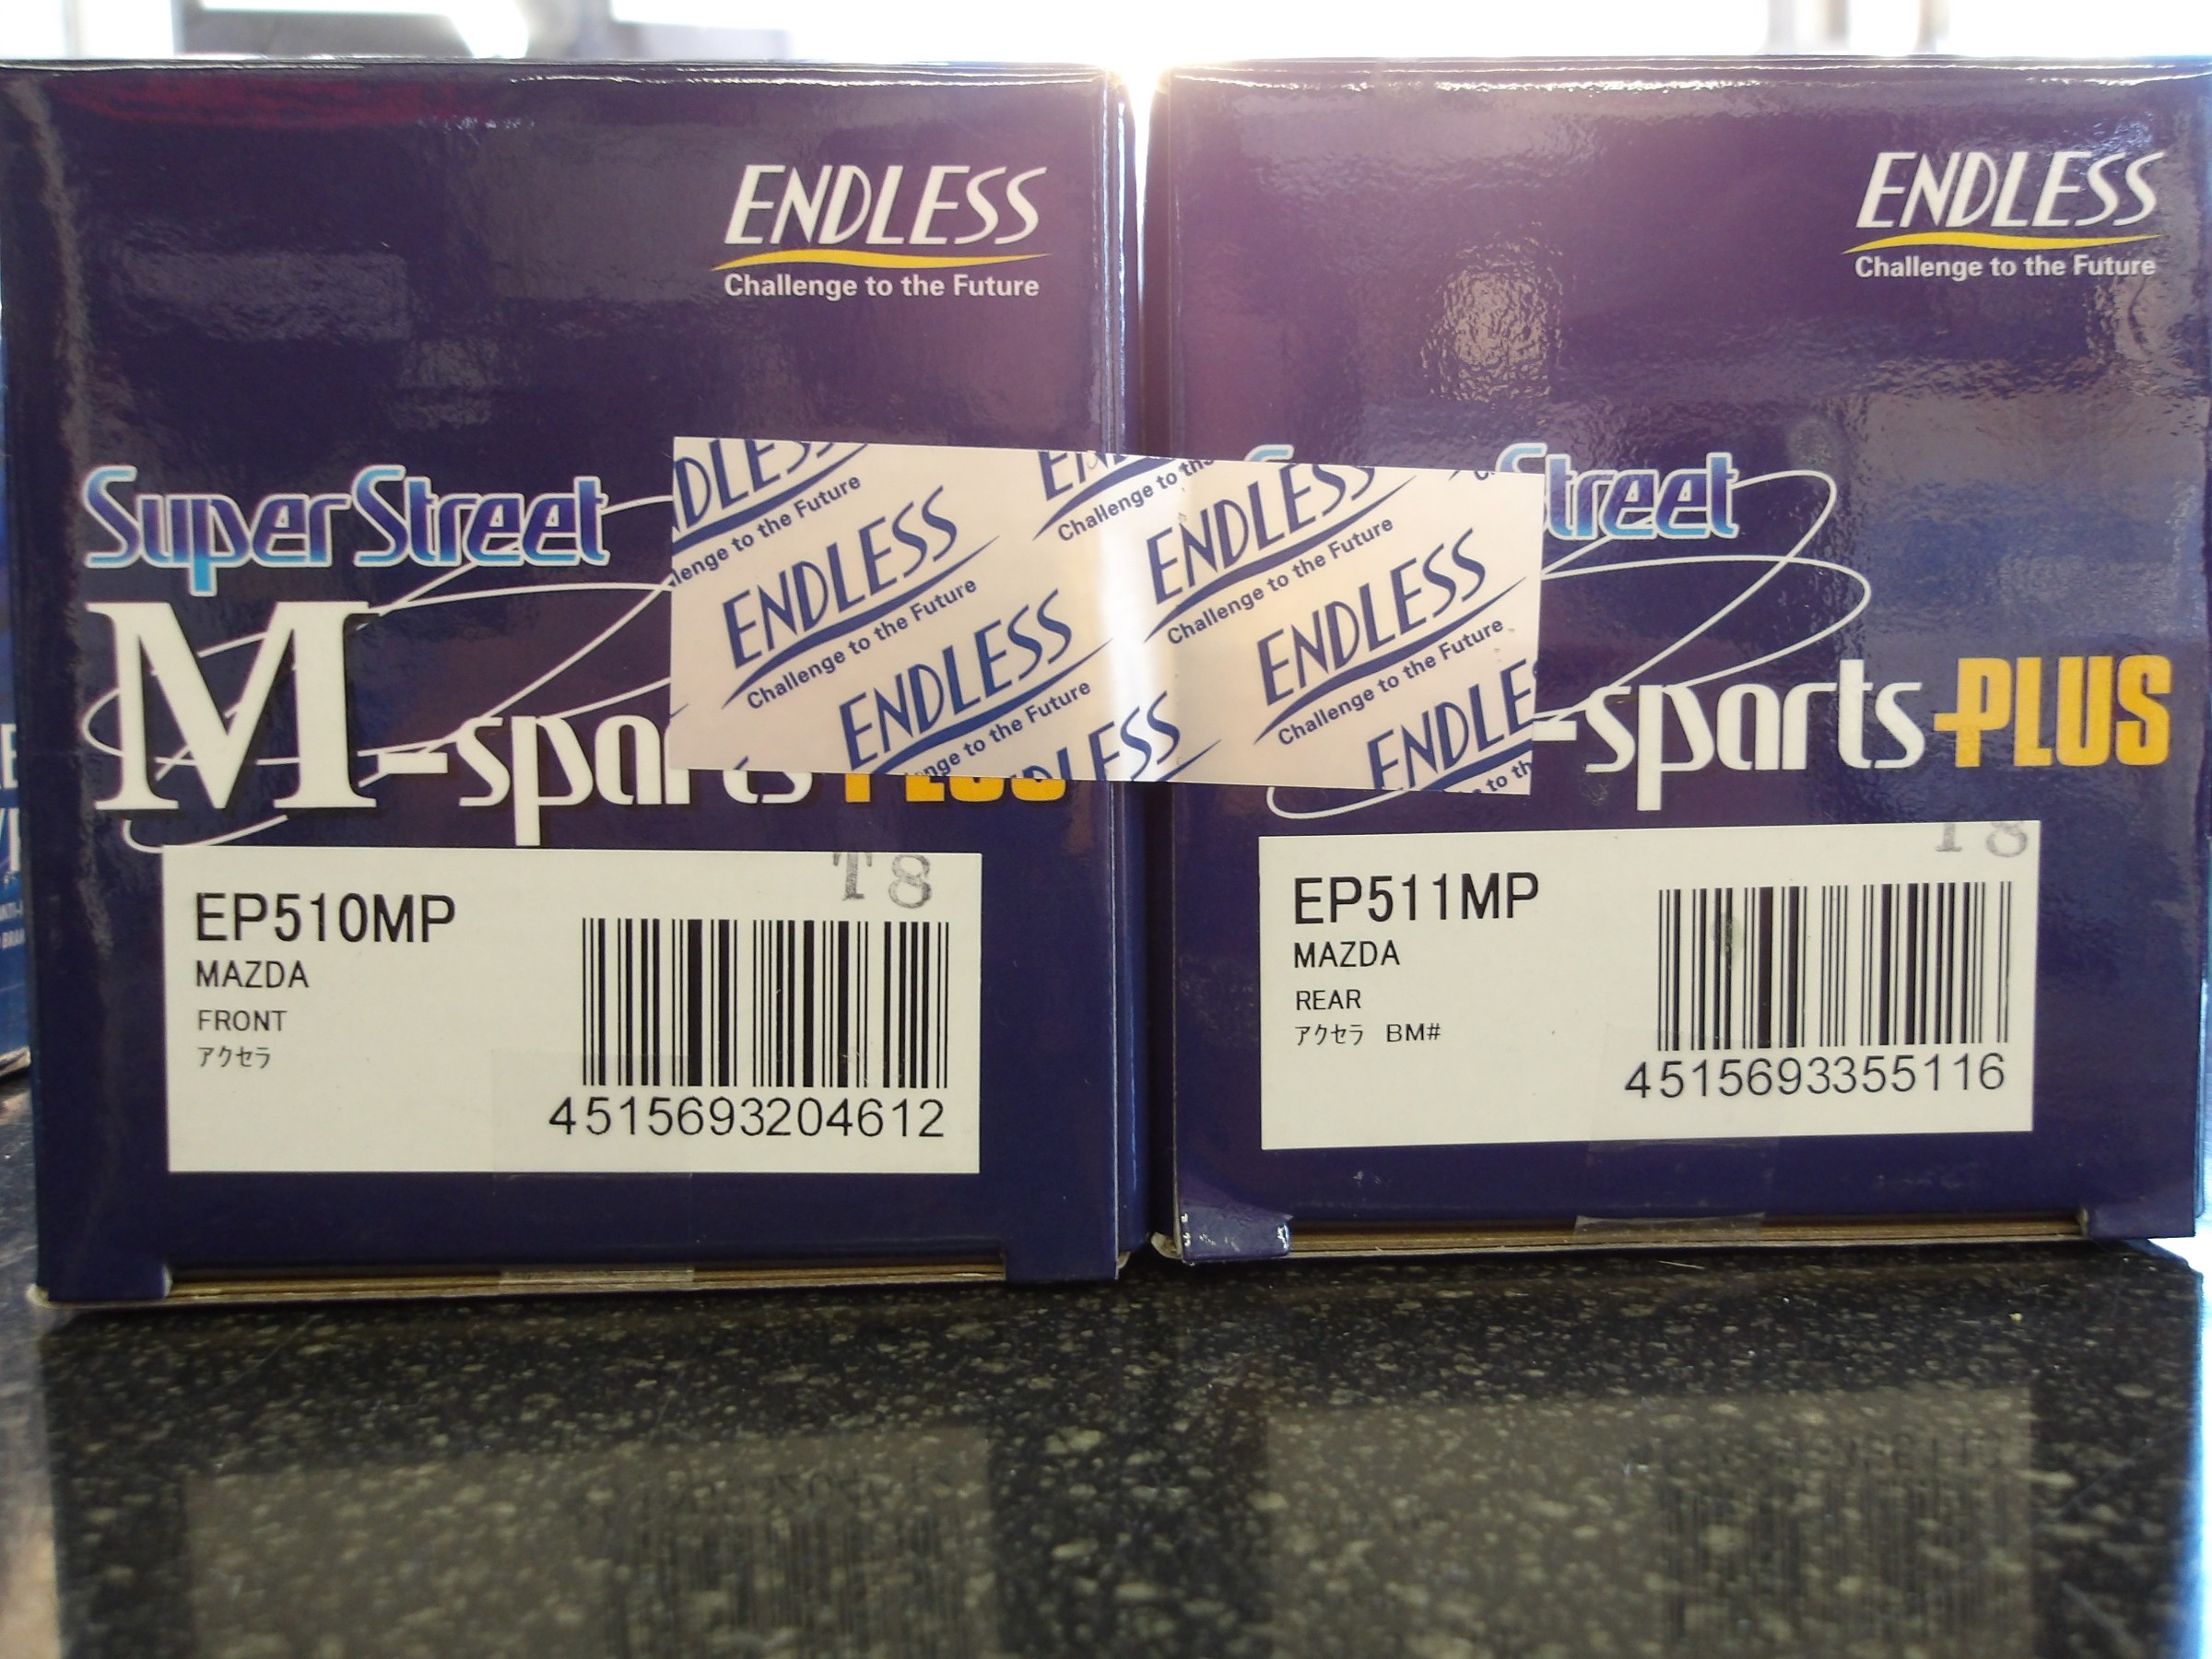 ENDLESS
Challenge to the Future
Super Street
M-sports PLUS
EP510MP
T8
MAZDA
FRONT
アクセラ
4515693204612
ENDLESS
Challenge to the Future
ENDLESS
Challenge to the Future
ENDLESS
Challenge to the Future
ENDLESS
Challenge to the Future
ENDLESS
Challenge to the Future
Street
-sports PLUS
EP511MP
T8
MAZDA
REAR
アクセラ BM#
4515693355116